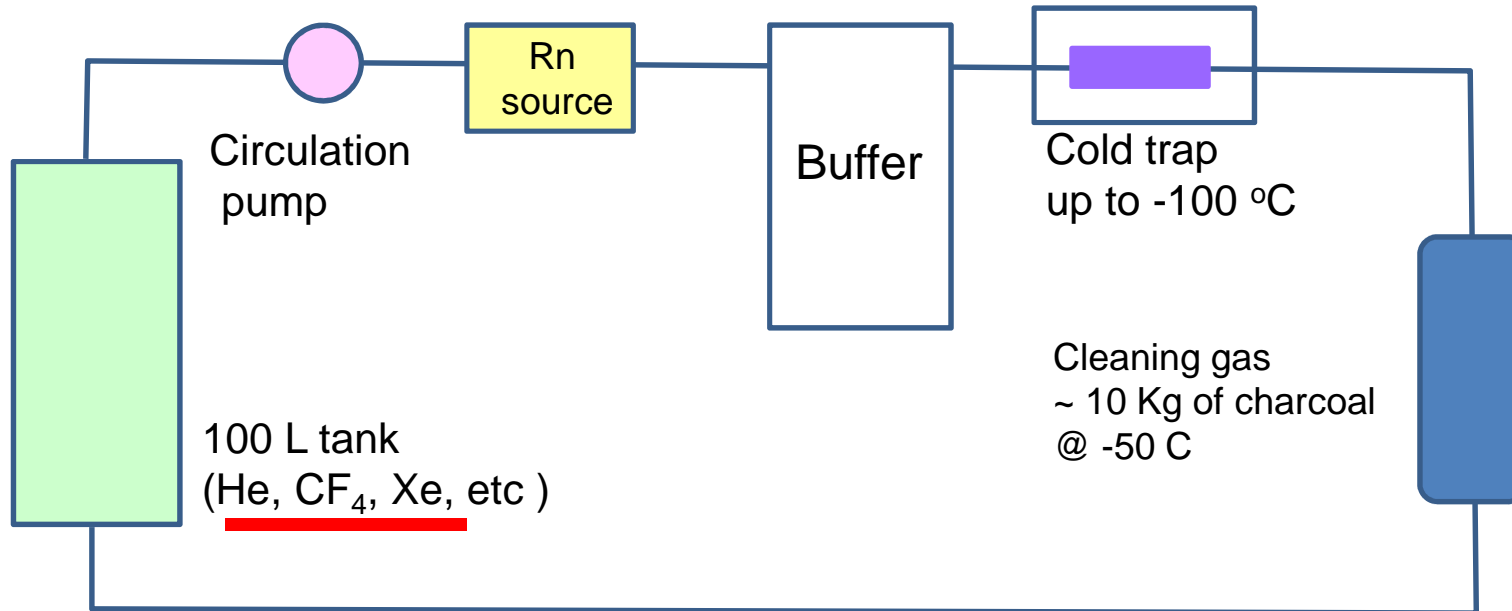 Rn
source
Circulation
pump
Buffer
Cold trap
up to -100 ᵒC
Cleaning gas
~ 10 Kg of charcoal
@ -50 C
100 L tank
(He, CF₄, Xe, etc )